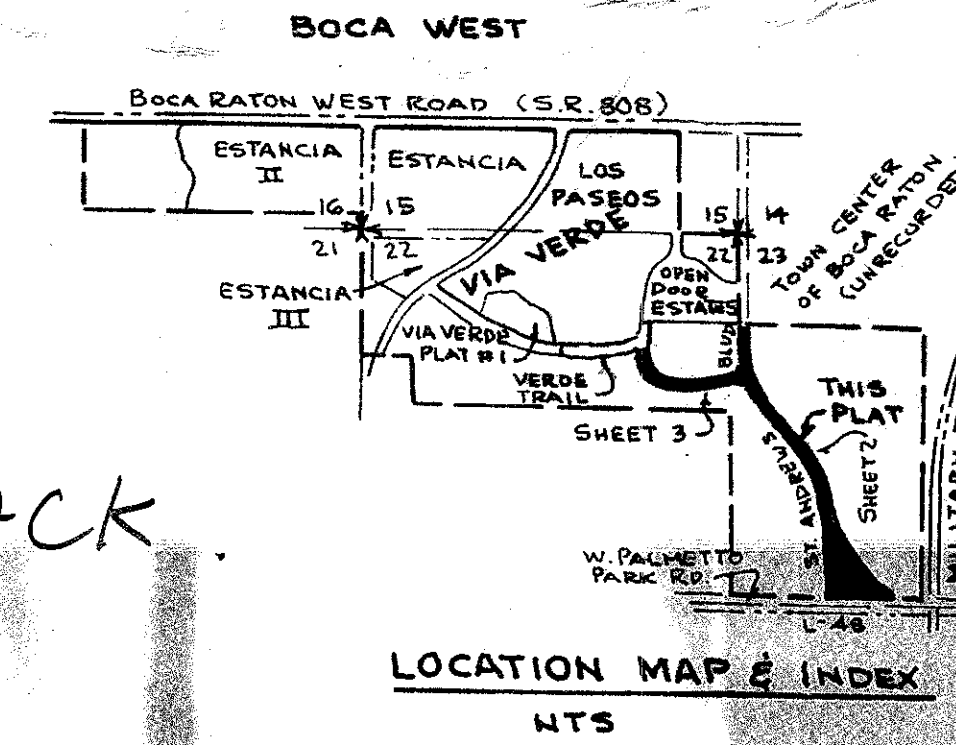 BOCA WEST
BOCA RATON WEST ROAD (S.R. 808)
ESTANCIA
II
ESTANCIA
LOS
PASEOS
16 15
21 22
15 14
22 23
TOWN CENTER
OF BOCA RATON
(UNRECURDED
VIA VERDE
OPEN
DOOR
ESTATES
ESTANCIA
III
VIA VERDE
PLAT #1
BLVD
VERDE
TRAIL
THIS
PLAT
SHEET 3
ST. ANDREWS
SHEET 2
CK
W. PALMETTO
PARK RD.
L-48
LOCATION MAP & INDEX
NTS